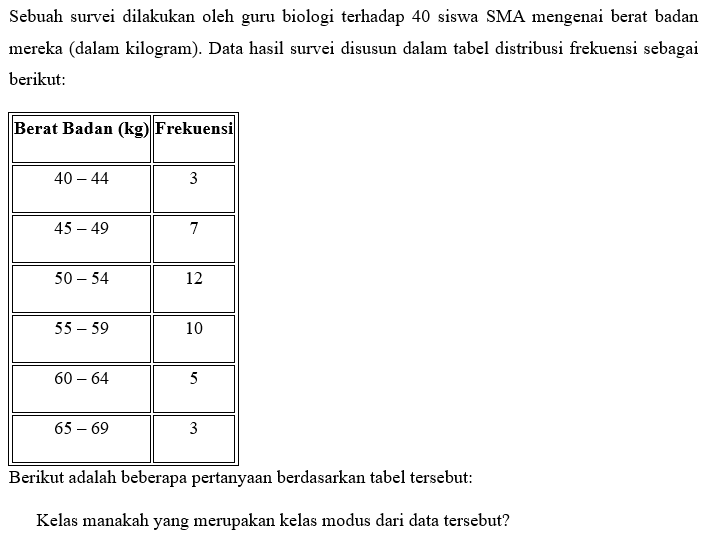 Sebuah survei dilakukan oleh guru biologi terhadap 40 siswa SMA mengenai berat badan
mereka (dalam kilogram). Data hasil survei disusun dalam tabel distribusi frekuensi sebagai
berikut:
Berat Badan (kg) Frekuensi
40 – 44 3
45 – 49 7
50 – 54 12
55 – 59 10
60 – 64 5
65 – 69 3
Berikut adalah beberapa pertanyaan berdasarkan tabel tersebut:
Kelas manakah yang merupakan kelas modus dari data tersebut?